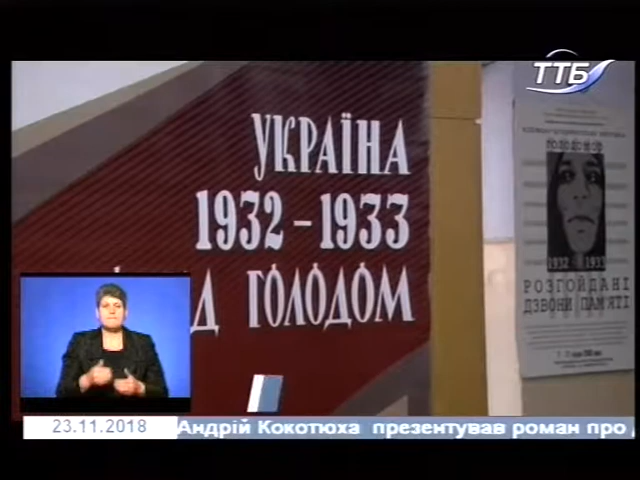 ТТБ
УКРАЇНА
1932 – 1933
Д ГОЛОДОМ
ГОЛОДОМОР
1932 1933
РОЗГОЙДАНІ
ДЗВОНИ ПАМ'ЯТІ
23.11.2018
Андрій Кокотюха презентував роман про